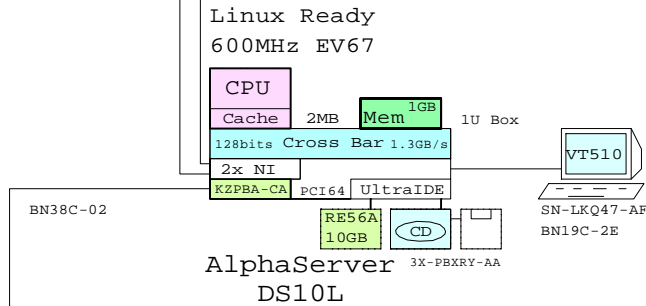 Linux Ready
600MHz EV67
CPU
Cache 2MB Mem 1GB 1U Box
128bits Cross Bar 1.3GB/s
2x NI VT510
KZPBA-CA PCI64 UltraIDE
BN38C-02 RE56A SN-LKQ47-AF
10GB CD BN19C-2E
AlphaServer 3X-PBXRY-AA
DS10L